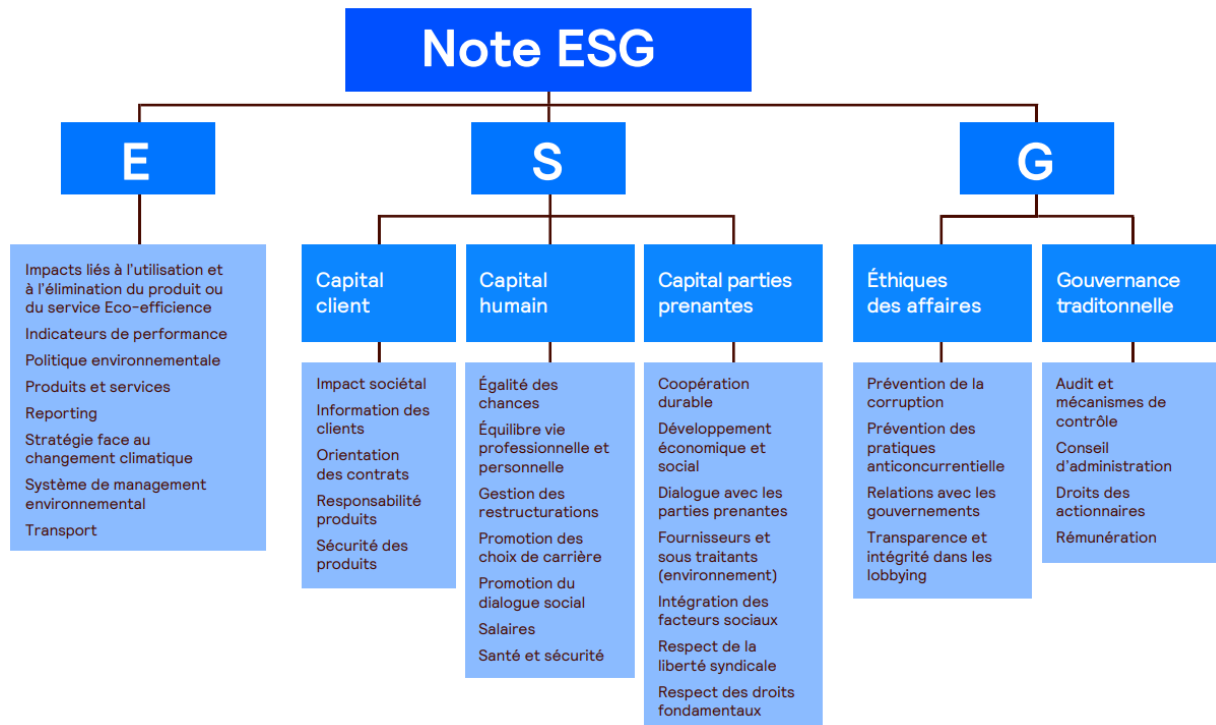 Note ESG
E
S
G
Impacts liés à l'utilisation et
à l'élimination du produit ou
du service Eco-efficience
Indicateurs de performance
Politique environnementale
Produits et services
Reporting
Stratégie face au
changement climatique
Système de management
environnemental
Transport
Capital
client
Impact sociétal
Information des
clients
Orientation
des contrats
Responsabilité
produits
Sécurité des
produits
Capital
humain
Égalité des
chances
Équilibre vie
professionnelle et
personnelle
Gestion des
restructurations
Promotion des
choix de carrière
Promotion du
dialogue social
Salaires
Santé et sécurité
Capital parties
prenantes
Coopération
durable
Développement
économique et
social
Dialogue avec les
parties prenantes
Fournisseurs et
sous traitants
(environnement)
Intégration des
facteurs sociaux
Respect de la
liberté syndicale
Respect des droits
fondamentaux
Éthiques
des affaires
Prévention de la
corruption
Prévention des
pratiques
anticoncurrentielle
Relations avec les
gouvernements
Transparence et
intégrité dans les
lobbying
Gouvernance
traditonnelle
Audit et
mécanismes de
contrôle
Conseil
d'administration
Droits des
actionnaires
Rémunération